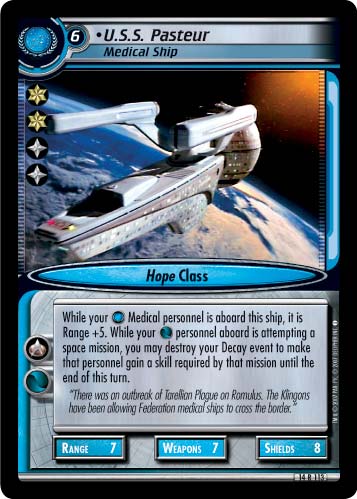 6
•U.S.S. Pasteur
Medical Ship
Hope Class
While your Medical personnel is aboard this ship, it is
Range +5. While your personnel aboard is attempting a
space mission, you may destroy your Decay event to make
that personnel gain a skill required by that mission until
the end of this turn.
"There was an outbreak of Terellian Plague on Romulus. The Klingons
have been allowing Federation medical ships to cross the border."
RANGE 7
WEAPONS 7
SHIELDS 8
14 R 118